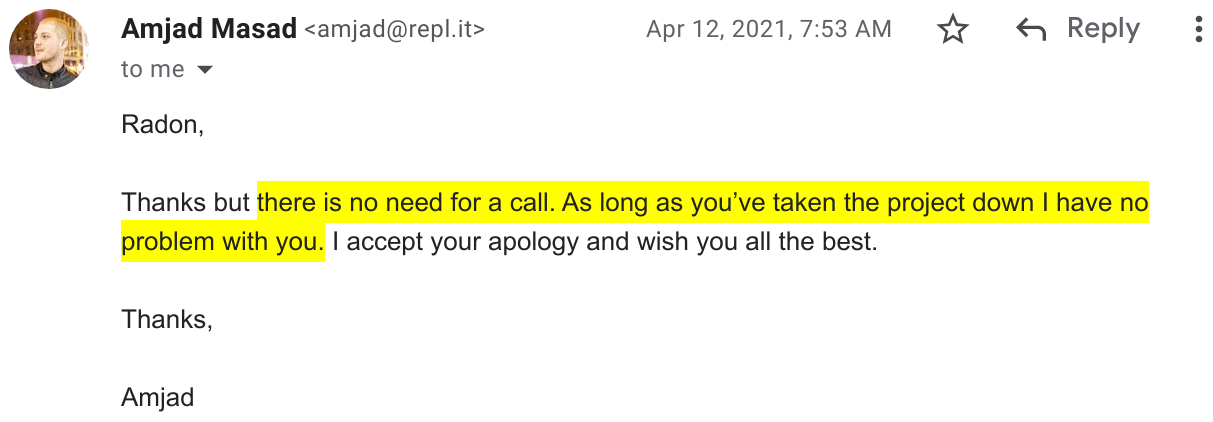 Amjad Masad <amjad@repl.it> Apr 12, 2021, 7:53 AM Reply
to me
Radon,
Thanks but there is no need for a call. As long as you’ve taken the project down I have no
problem with you. I accept your apology and wish you all the best.
Thanks,
Amjad